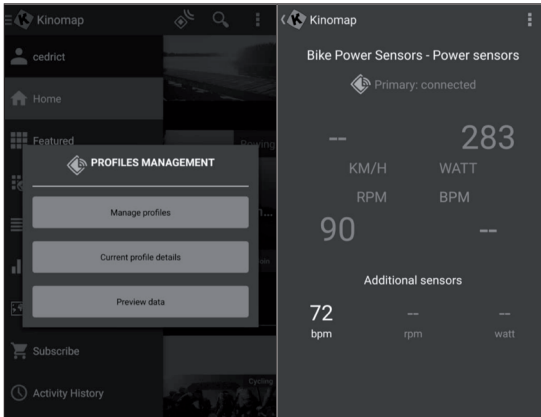 Kinomap
cedrict
Home
Featured
Rowing
PROFILES MANAGEMENT
Manage profiles
Current profile details
Preview data
Subscribe
Activity History
Cycling
Kinomap
Bike Power Sensors - Power sensors
Primary: connected
-- 283
KM/H WATT
RPM BPM
90 --
Additional sensors
72 -- --
bpm rpm watt